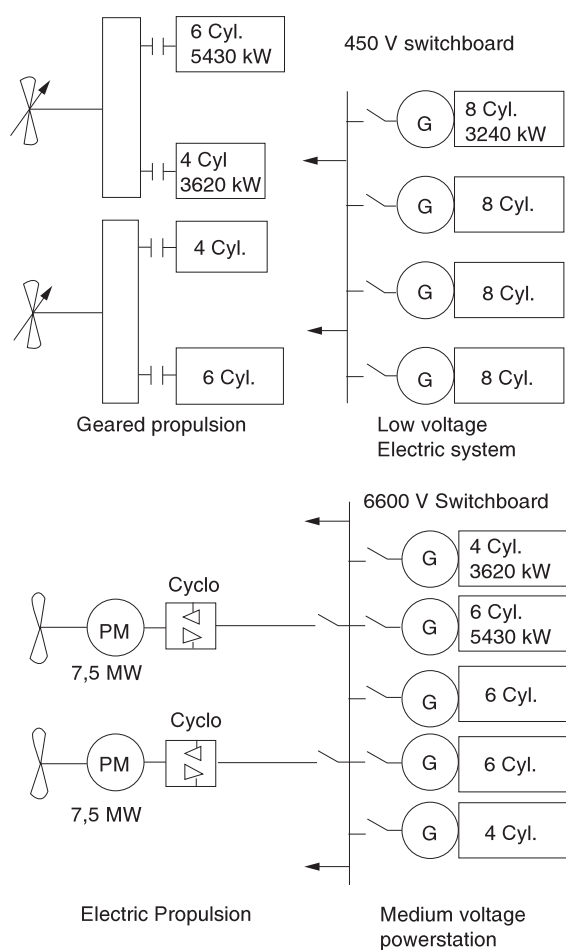 6 Cyl.
5430 kW
4 Cyl
3620 kW
4 Cyl.
6 Cyl.
Geared propulsion
450 V switchboard
G
8 Cyl.
3240 kW
G
8 Cyl.
G
8 Cyl.
G
8 Cyl.
Low voltage
Electric system
6600 V Switchboard
G
4 Cyl.
3620 kW
Cyclo
PM
7,5 MW
G
6 Cyl.
5430 kW
G
6 Cyl.
Cyclo
PM
7,5 MW
G
6 Cyl.
G
4 Cyl.
Electric Propulsion
Medium voltage
powerstation